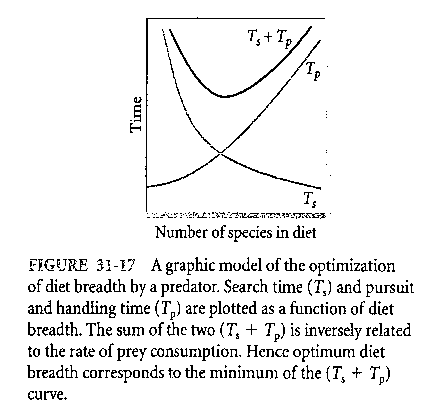 Tₛ + Tₚ
Tₚ
Time
Tₛ
Number of species in diet
FIGURE 31-17 A graphic model of the optimization
of diet breadth by a predator. Search time (Tₛ) and pursuit
and handling time (Tₚ) are plotted as a function of diet
breadth. The sum of the two (Tₛ + Tₚ) is inversely related
to the rate of prey consumption. Hence optimum diet
breadth corresponds to the minimum of the (Tₛ + Tₚ)
curve.